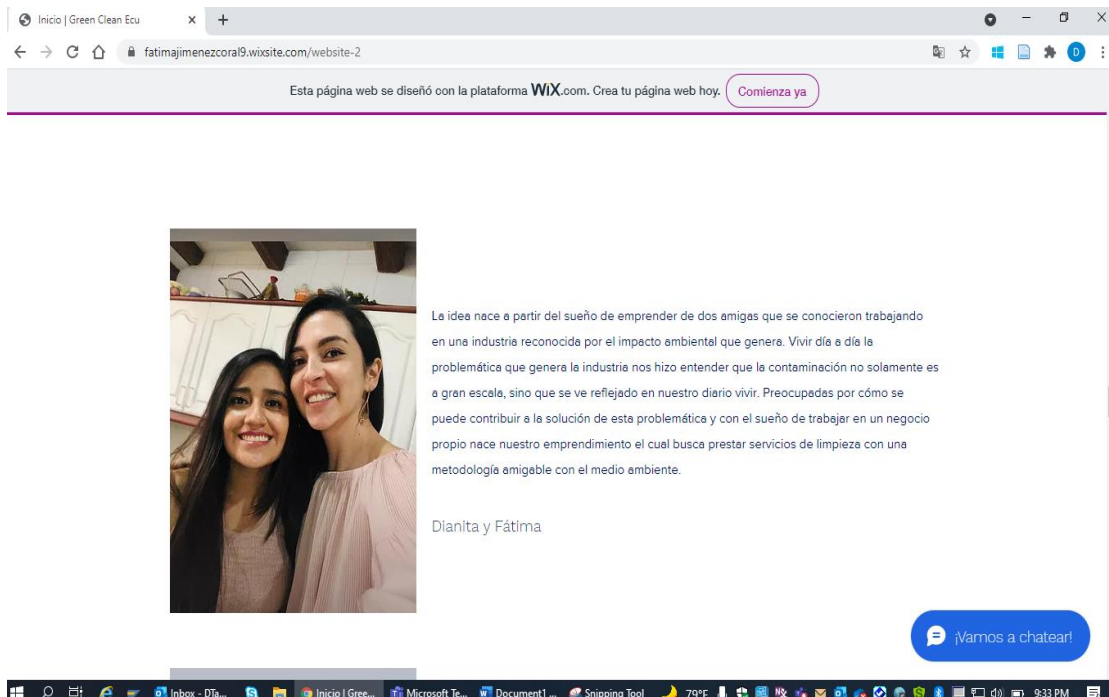 Inicio | Green Clean Ecu
fatimajimenezcoral9.wixsite.com/website-2
D
Esta página web se diseñó con la plataforma WiX.com. Crea tu página web hoy. Comienza ya
La idea nace a partir del sueño de emprender de dos amigas que se conocieron trabajando
en una industria reconocida por el impacto ambiental que genera. Vivir día a día la
problemática que genera la industria nos hizo entender que la contaminación no solamente es
a gran escala, sino que se ve reflejado en nuestro diario vivir. Preocupadas por cómo se
puede contribuir a la solución de esta problemática y con el sueño de trabajar en un negocio
propio nace nuestro emprendimiento el cual busca prestar servicios de limpieza con una
metodología amigable con el medio ambiente.
Dianita y Fátima
¡Vamos a chatear!
Inbox - DTa... Inicio | Gree... Microsoft Te... Document1 ... Snipping Tool 79°F 9:33 PM